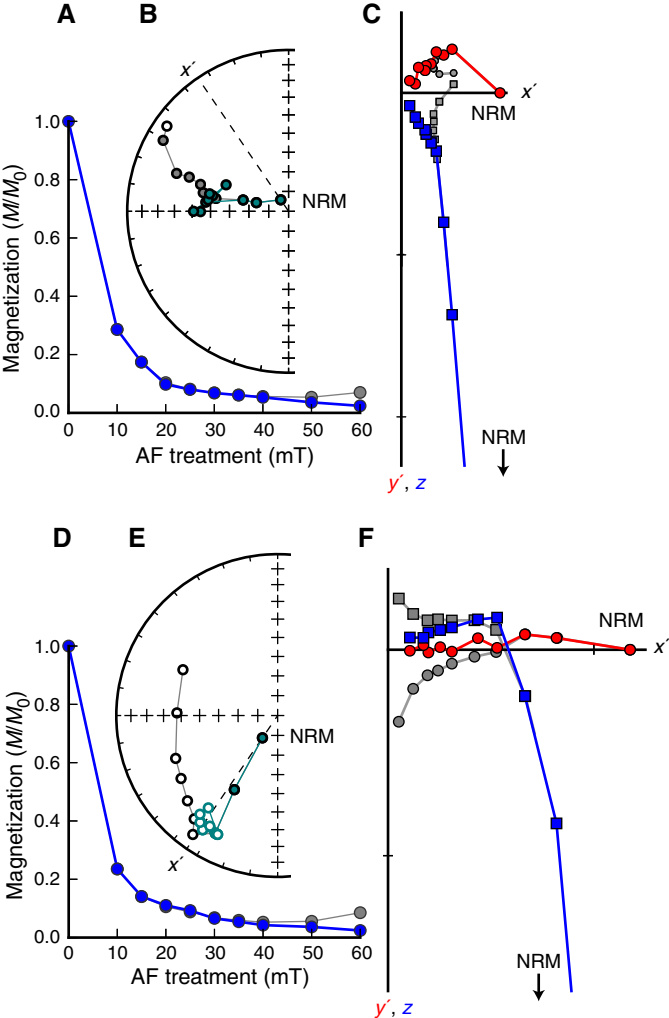 A
B
C
x´
1.0
0.8
0.6
0.4
0.2
0.0
Magnetization (M/M0)
NRM
0 10 20 30 40 50 60
AF treatment (mT)
x´
NRM
NRM
y´, z
D
E
F
1.0
0.8
0.6
0.4
0.2
0.0
Magnetization (M/M0)
NRM
x´
0 10 20 30 40 50 60
AF treatment (mT)
NRM
x´
NRM
y´, z